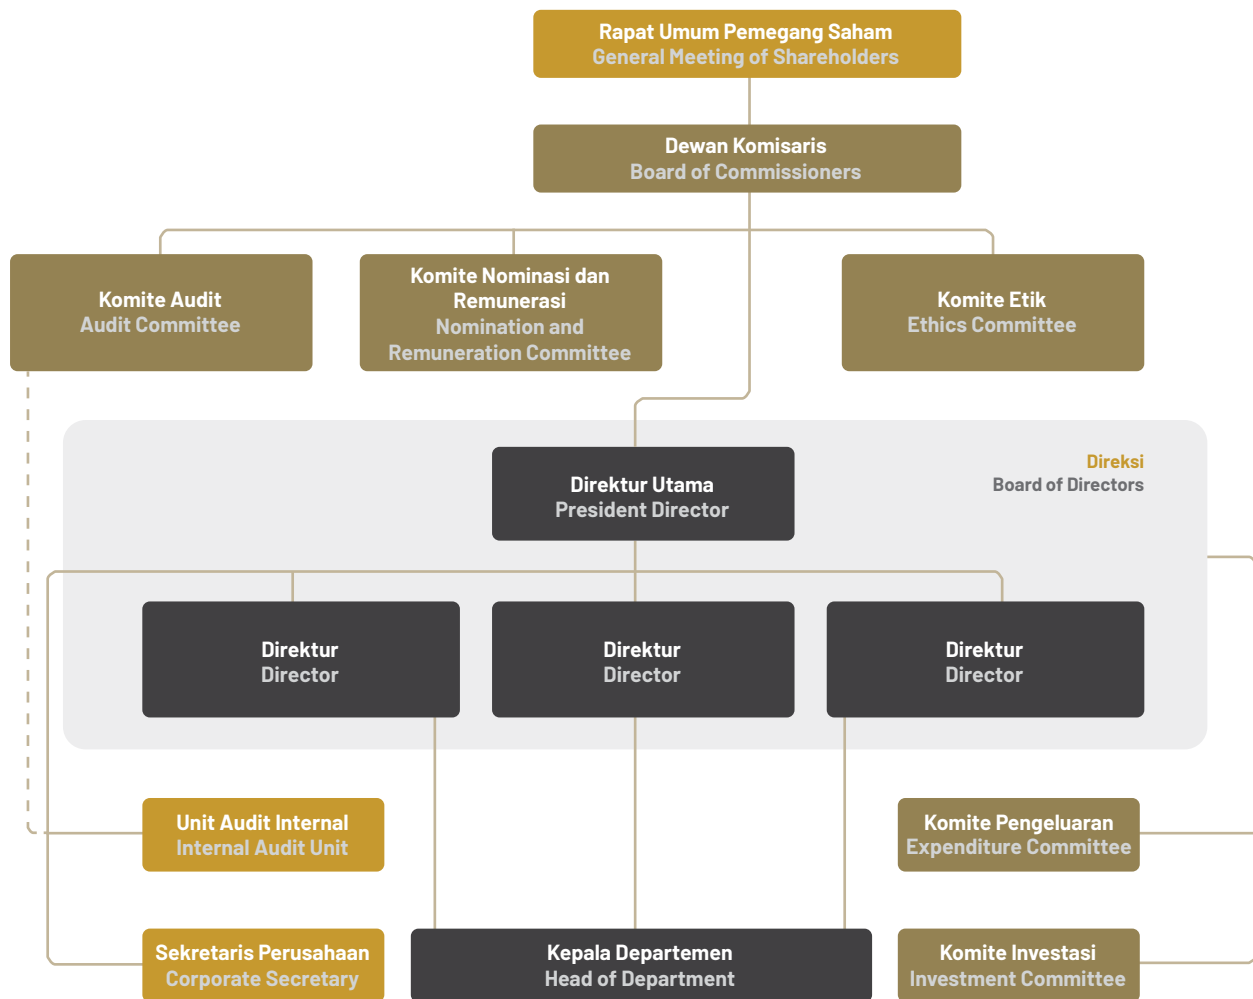 Rapat Umum Pemegang Saham
General Meeting of Shareholders
Dewan Komisaris
Board of Commissioners
Komite Audit
Audit Committee
Komite Nominasi dan
Remunerasi
Nomination and
Remuneration Committee
Komite Etik
Ethics Committee
Direksi
Board of Directors
Direktur Utama
President Director
Direktur
Director
Direktur
Director
Direktur
Director
Unit Audit Internal
Internal Audit Unit
Komite Pengeluaran
Expenditure Committee
Sekretaris Perusahaan
Corporate Secretary
Kepala Departemen
Head of Department
Komite Investasi
Investment Committee